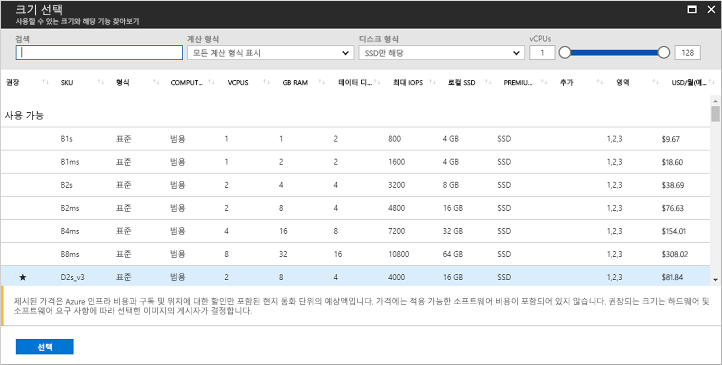 크기 선택
사용할 수 있는 크기와 해당 기능 찾아보기
검색 계산 형식 디스크 형식 vCPUs
모든 계산 형식 표시 SSD만 해당 1 128
권장 SKU 형식 COMPUT... VCPUS GB RAM 데이터 디... 최대 IOPS 로컬 SSD PREMIU... 추가 영역 USD/월(예...
사용 가능
B1s 표준 범용 1 1 2 800 4 GB SSD 1,2,3 $9.67
B1ms 표준 범용 1 2 2 1600 4 GB SSD 1,2,3 $18.60
B2s 표준 범용 2 4 4 3200 8 GB SSD 1,2,3 $38.69
B2ms 표준 범용 2 8 4 4800 16 GB SSD 1,2,3 $76.63
B4ms 표준 범용 4 16 8 7200 32 GB SSD 1,2,3 $154.01
B8ms 표준 범용 8 32 16 10800 64 GB SSD 1,2,3 $308.02
★ D2s_v3 표준 범용 2 8 4 4000 16 GB SSD 1,2,3 $81.84
제시된 가격은 Azure 인프라 비용과 구독 및 위치에 대한 할인만 포함된 현지 통화 단위의 예상액입니다. 가격에는 적용 가능한 소프트웨어 비용이 포함되어 있지 않습니다. 권장되는 크기는 하드웨어 및
소프트웨어 요구 사항에 따라 선택한 이미지의 게시자가 결정합니다.
선택